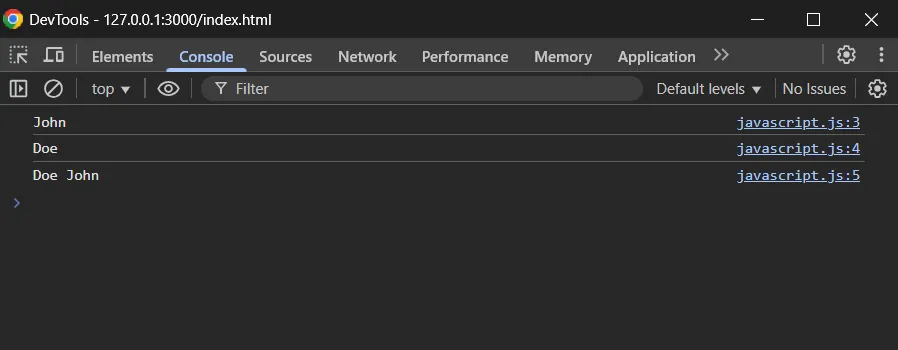 DevTools - 127.0.0.1:3000/index.html
Elements Console Sources Network Performance Memory Application
top Filter Default levels No Issues
John javascript.js:3
Doe javascript.js:4
Doe John javascript.js:5